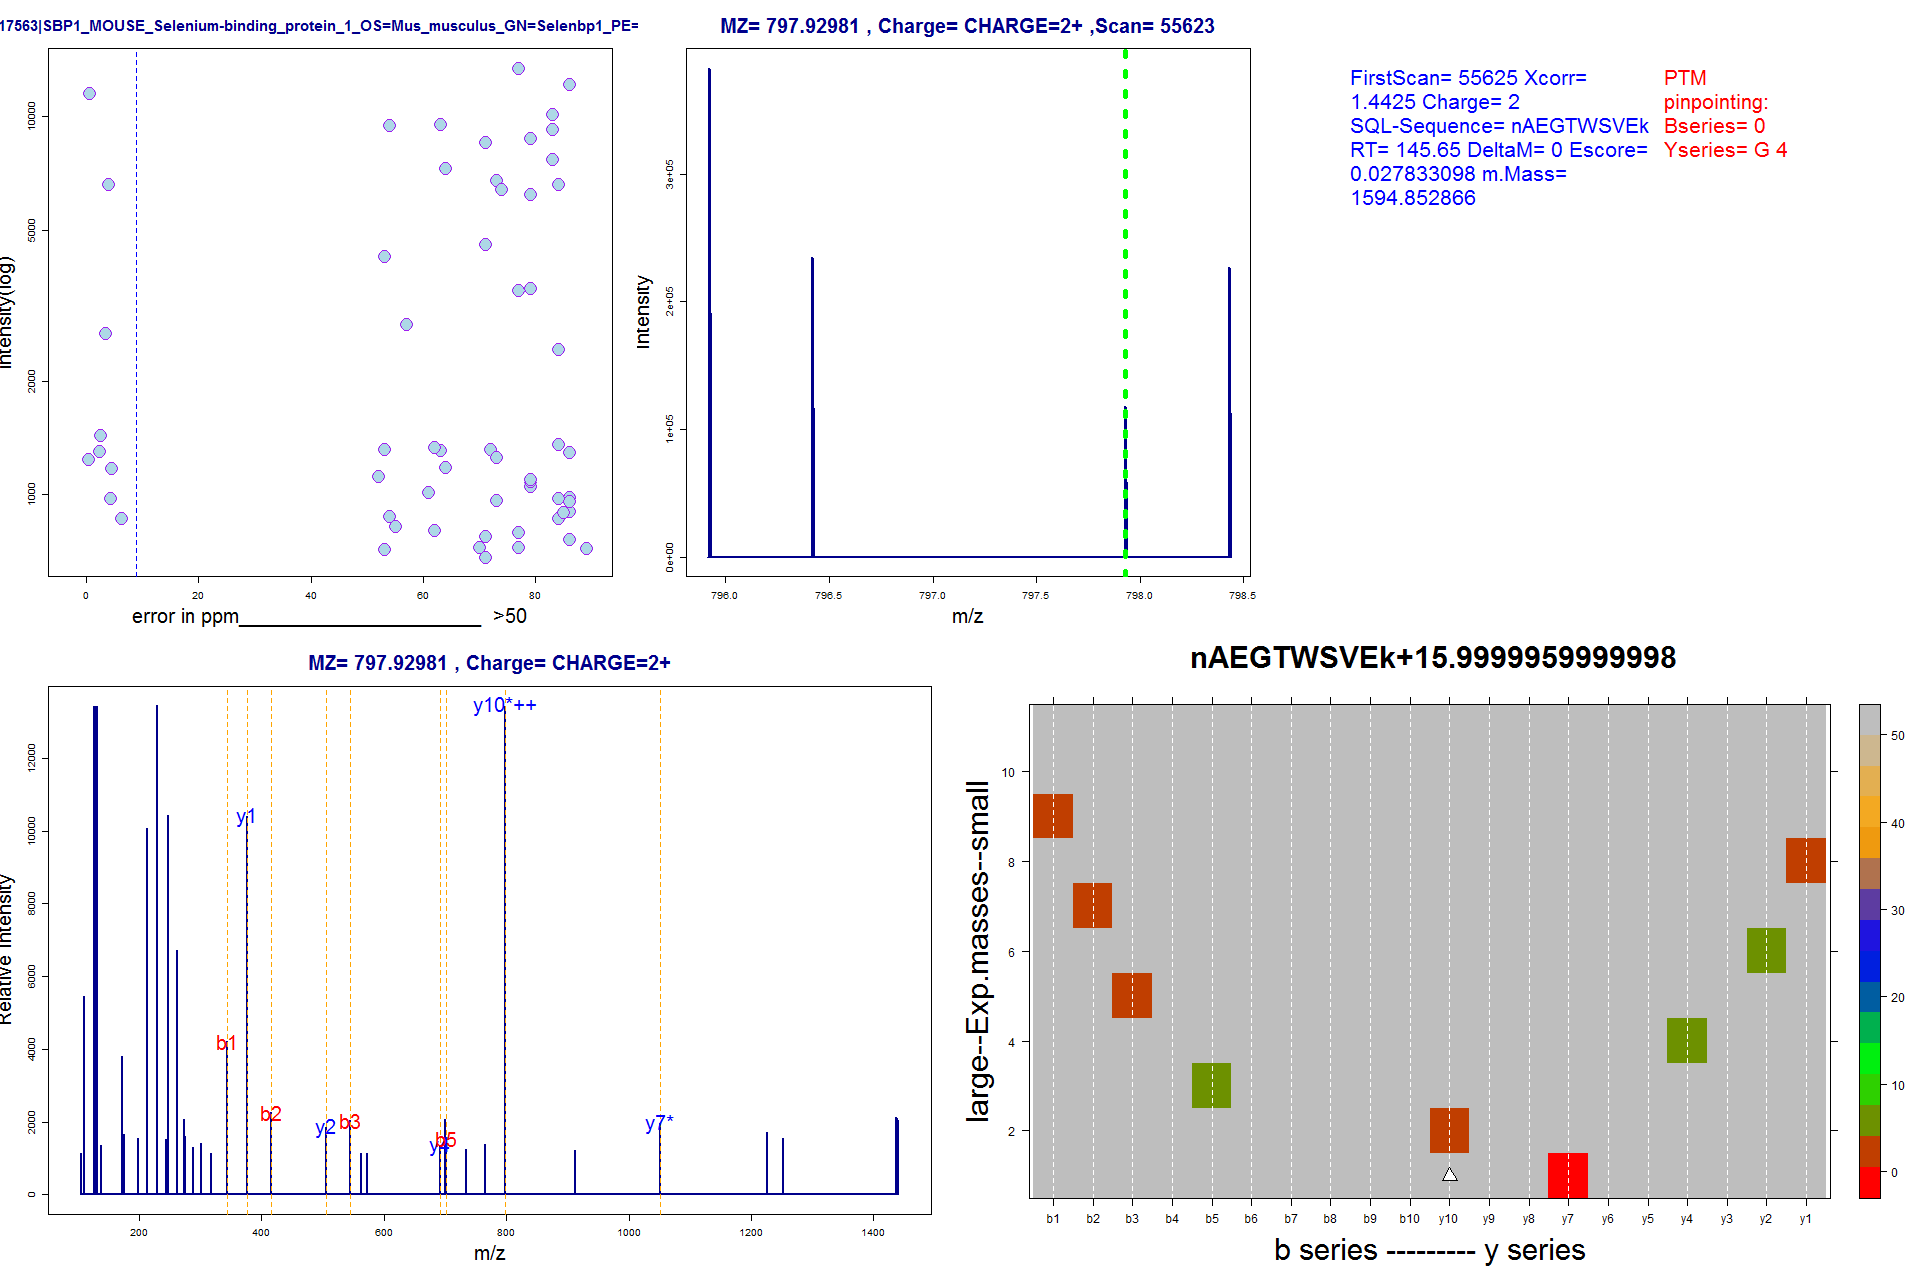 17563|SBP1_MOUSE_Selenium-binding_protein_1_OS=Mus_musculus_GN=Selenbp1_PE=
Intensity(log)
10000
5000
2000
1000
0 20 40 60 80
error in ppm______________________ >50
MZ= 797.92981 , Charge= CHARGE=2+ ,Scan= 55623
Intensity
3e+05
2e+05
1e+05
0e+00
796.0 796.5 797.0 797.5 798.0 798.5
m/z
FirstScan= 55625 Xcorr=
1.4425 Charge= 2
SQL-Sequence= nAEGTWSVEk
RT= 145.65 DeltaM= 0 Escore=
0.027833098 m.Mass=
1594.852866
PTM
pinpointing:
Bseries= 0
Yseries= G 4
MZ= 797.92981 , Charge= CHARGE=2+
Relative Intensity
12000
10000
8000
6000
4000
2000
0
y10*++
y1
b1
b2
y2
b3
y4
b5
y7*
200 400 600 800 1000 1200 1400
m/z
nAEGTWSVEk+15.9999959999998
large--Exp.masses--small
10
8
6
4
2
b1 b2 b3 b4 b5 b6 b7 b8 b9 b10 y10 y9 y8 y7 y6 y5 y4 y3 y2 y1
b series --------- y series
50
40
30
20
10
0